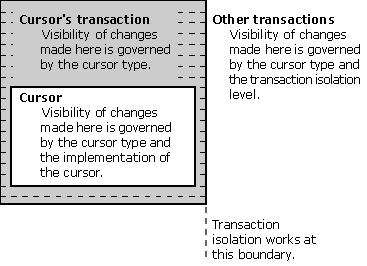 Cursor's transaction
Visibility of changes
made here is governed
by the cursor type.
Cursor
Visibility of changes
made here is governed
by the cursor type and
the implementation of
the cursor.
Other transactions
Visibility of changes
made here is governed
by the cursor type and
the transaction isolation
level.
Transaction
isolation works at
this boundary.